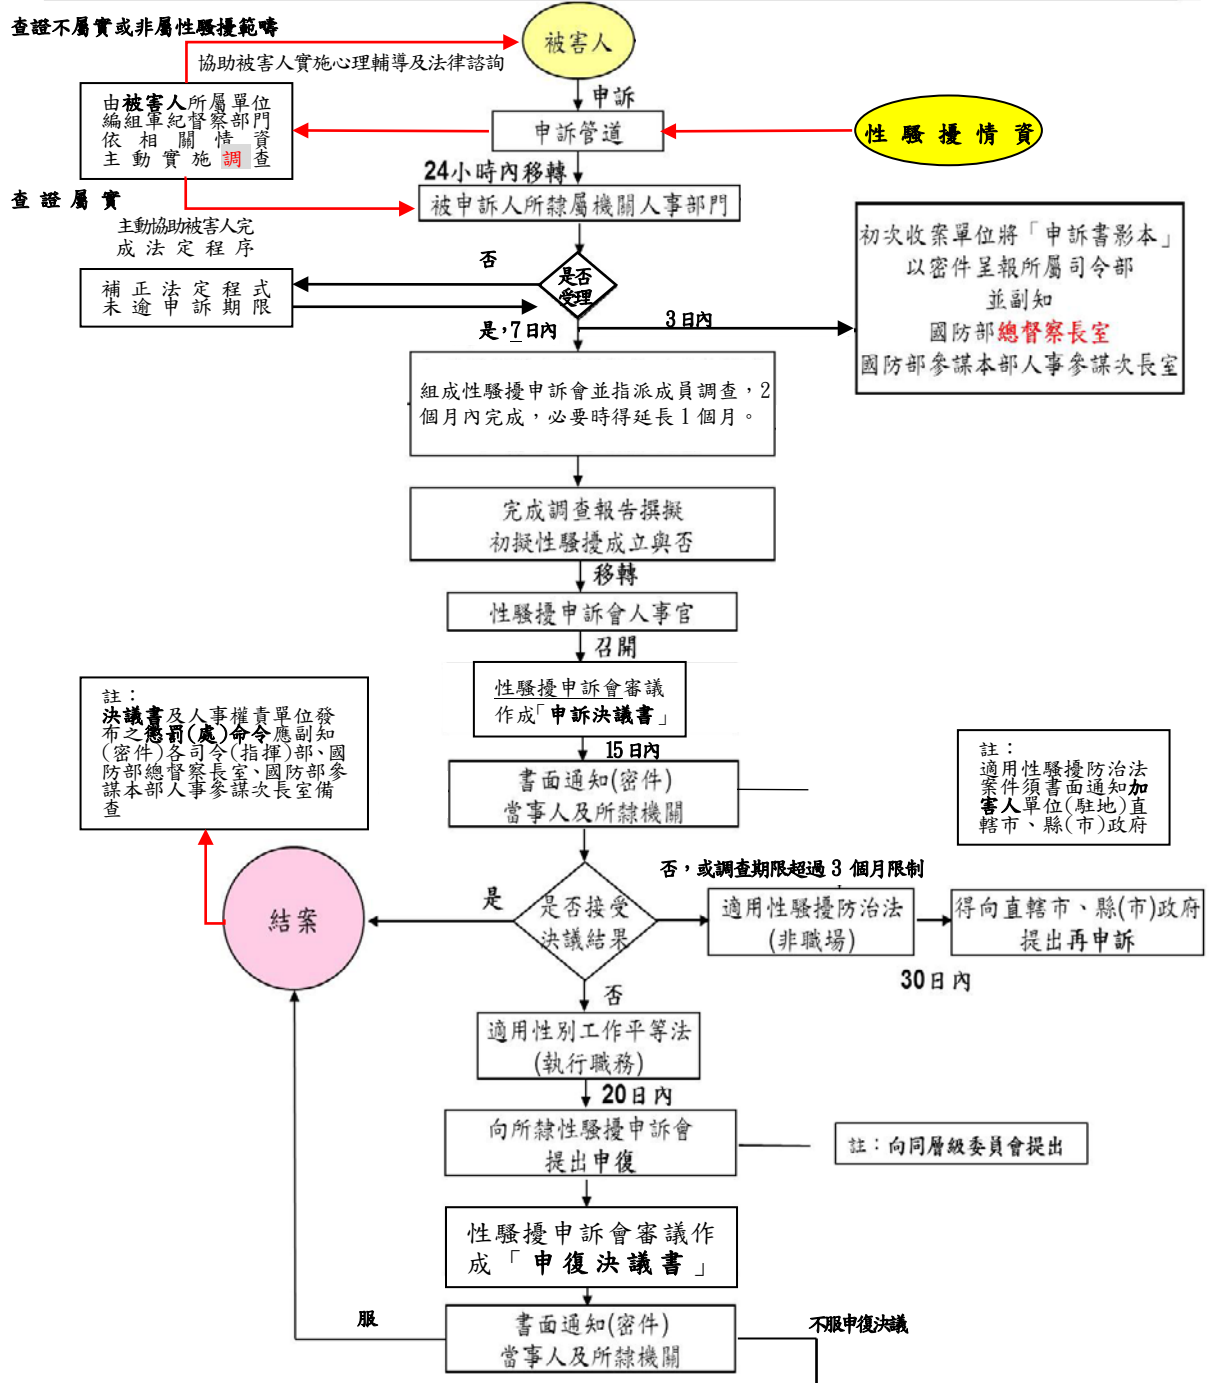 查證不屬實或非屬性騷擾範疇
被害人
協助被害人實施心理輔導及法律諮詢
申訴
由被害人所屬單位
編組軍紀督察部門
依相關情資
主動實施調查
申訴管道
性騷擾情資
24小時內移轉
查證屬實
被申訴人所隸屬機關人事部門
主動協助被害人完
成法定程序
初次收案單位將「申訴書影本」
以密件呈報所屬司令部
並副知
國防部總督察長室
國防部參謀本部人事參謀次長室
否
是否
受理
補正法定程式
未逾申訴期限
是，7日內
3日內
組成性騷擾申訴會並指派成員調查，2
個月內完成，必要時得延長1個月。
完成調查報告撰擬
初擬性騷擾成立與否
移轉
性騷擾申訴會人事官
召開
性騷擾申訴會審議
作成「申訴決議書」
註：
決議書及人事權責單位發
布之懲罰(處)命令應副知
(密件)各司令(指揮)部、國
防部總督察長室、國防部參
謀本部人事參謀次長室備
查
15日內
書面通知(密件)
當事人及所隸機關
註：
適用性騷擾防治法
案件須書面通知加
害人單位(駐地)直
轄市、縣(市)政府
否，或調查期限超過3個月限制
結案
是
是否接受
決議結果
適用性騷擾防治法
(非職場)
得向直轄市、縣(市)政府
提出再申訴
30日內
否
適用性別工作平等法
(執行職務)
20日內
向所隸性騷擾申訴會
提出申復
註：向同層級委員會提出
性騷擾申訴會審議作
成「申復決議書」
服
書面通知(密件)
當事人及所隸機關
不服申復決議